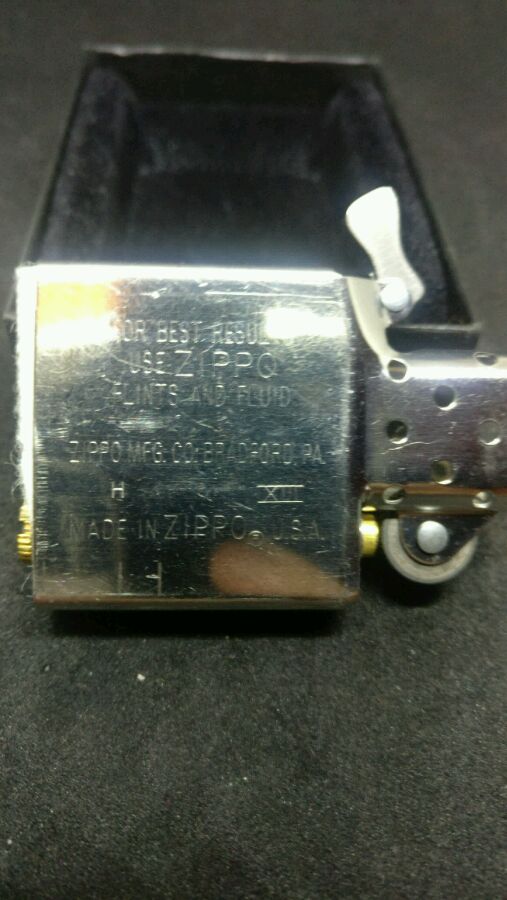 FOR BEST RESULTS
USE ZIPPO
FLINTS AND FLUID
ZIPPO MFG. CO. BRADFORD, PA.
H XIII
MADE IN ZIPPO® U.S.A.